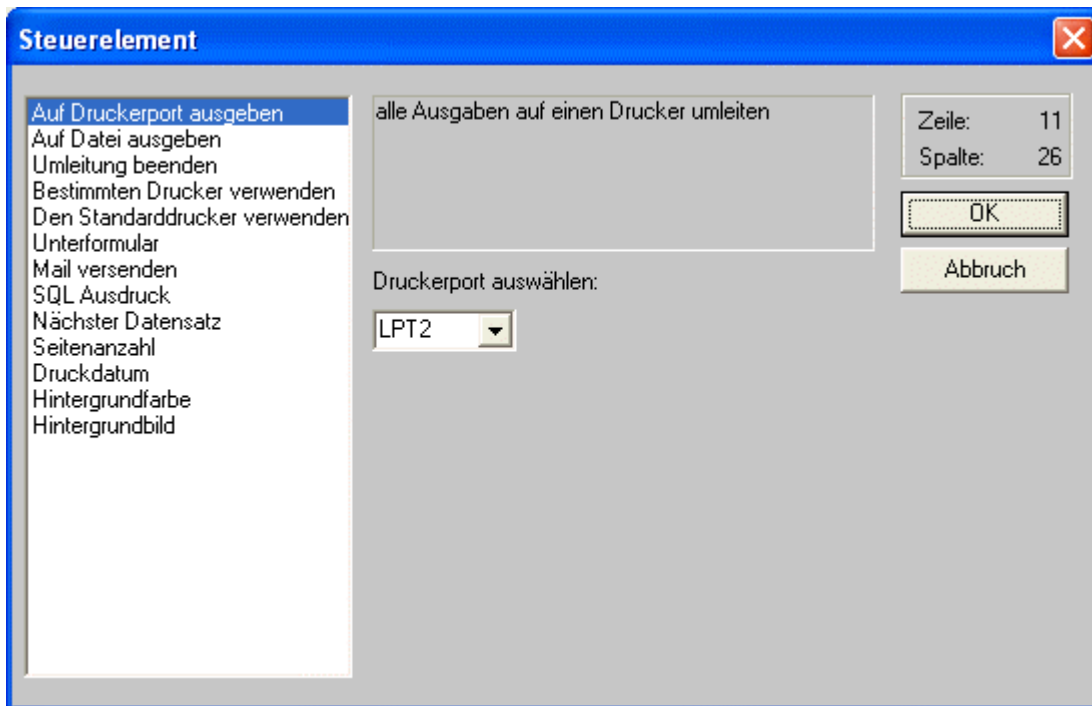 Steuerelement
Auf Druckerport ausgeben
Auf Datei ausgeben
Umleitung beenden
Bestimmten Drucker verwenden
Den Standarddrucker verwenden
Unterformular
Mail versenden
SQL Ausdruck
Nächster Datensatz
Seitenanzahl
Druckdatum
Hintergrundfarbe
Hintergrundbild
alle Ausgaben auf einen Drucker umleiten
Druckerport auswählen:
LPT2
Zeile: 11
Spalte: 26
OK
Abbruch